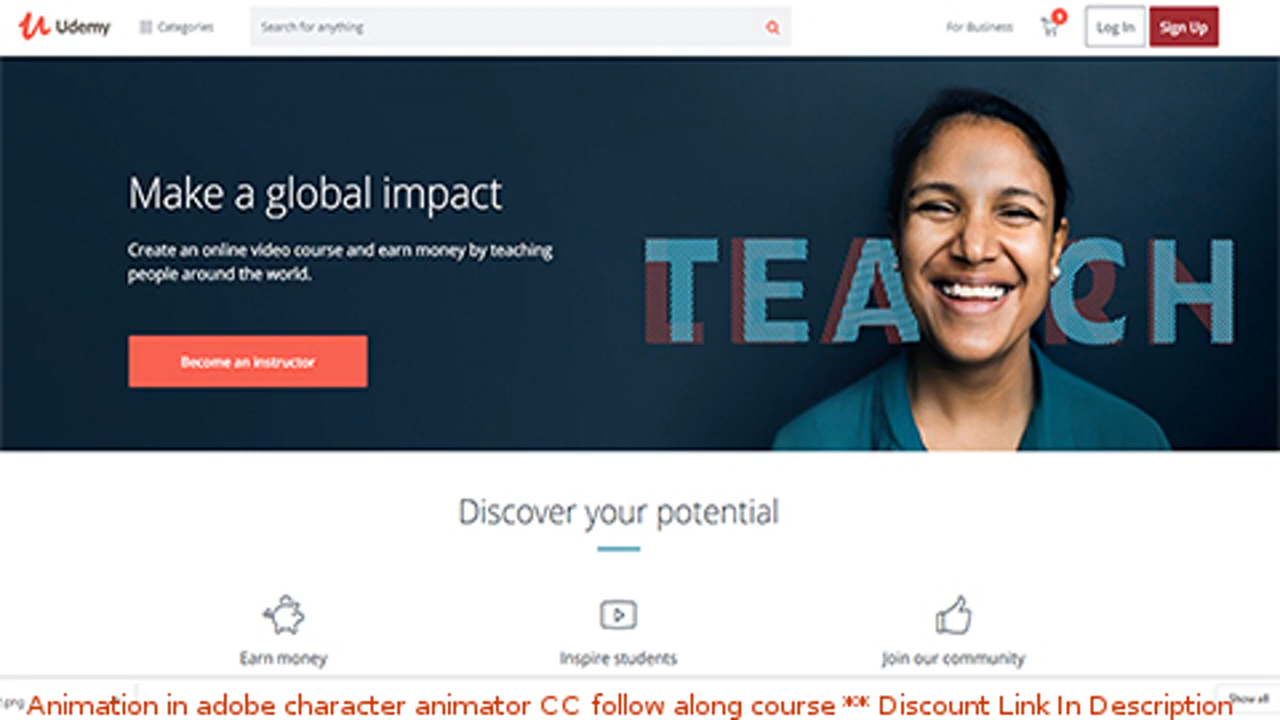 Udemy Categories Search for anything For Business Log In Sign Up
Make a global impact
Create an online video course and earn money by teaching
people around the world.
TEACH
Become an instructor
Discover your potential
Earn money Inspire students Join our community
.png Show all
Animation in adobe character animator CC follow along course ** Discount Link In Description